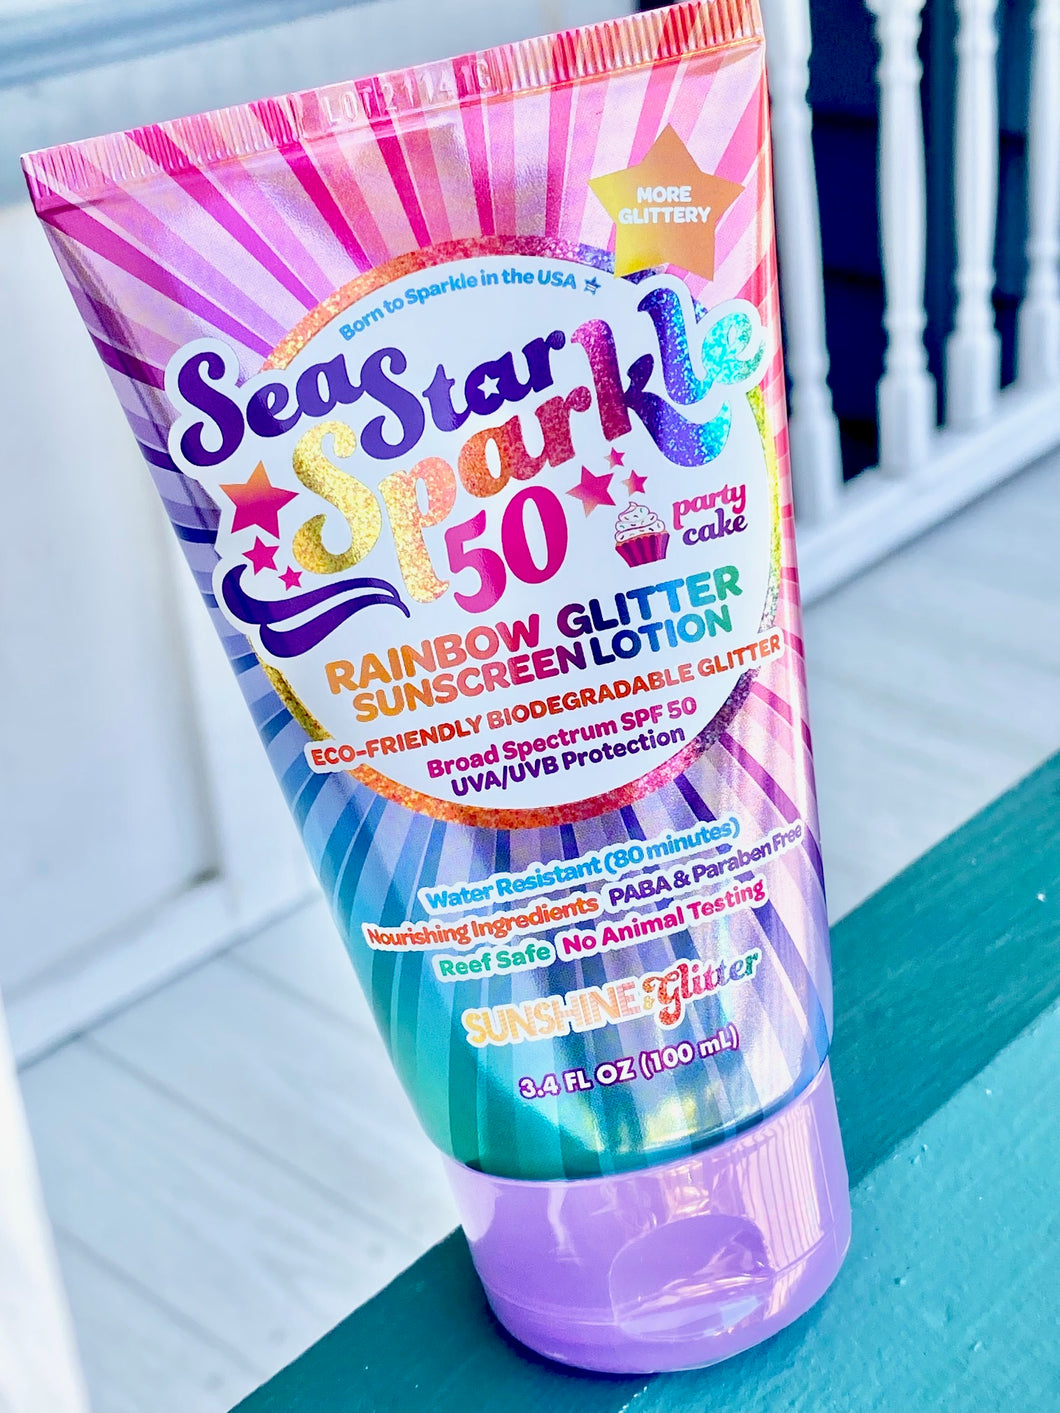 LOT21141C
MORE
GLITTERY
Born to Sparkle in the USA
SeaStar
Sparkle
50
party
cake
RAINBOW GLITTER
SUNSCREEN LOTION
ECO-FRIENDLY BIODEGRADABLE GLITTER
Broad Spectrum SPF 50
UVA/UVB Protection
Water Resistant (80 minutes)
Nourishing Ingredients PABA & Paraben Free
Reef Safe No Animal Testing
SUNSHINE & Glitter
3.4 FL OZ (100 mL)